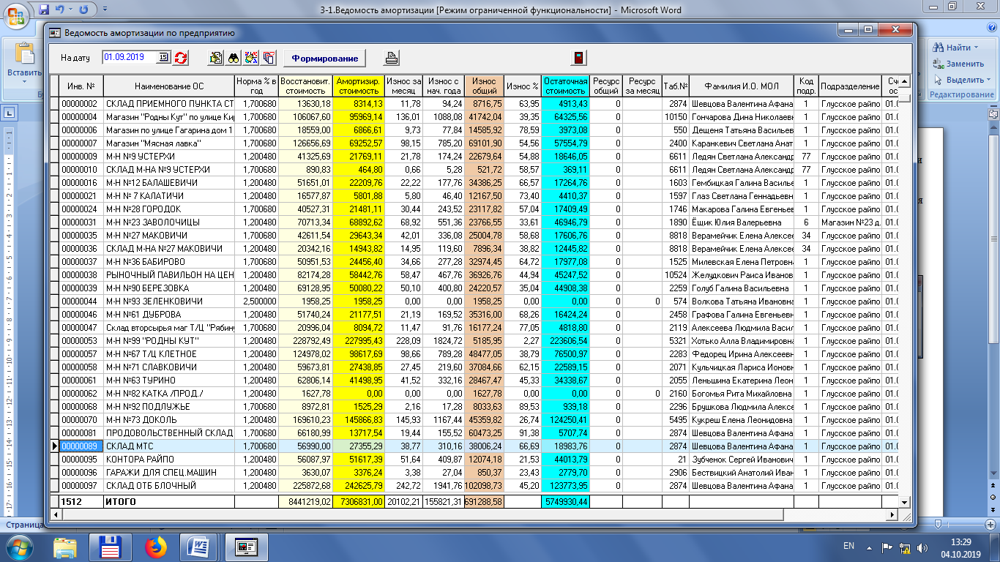 3-1.Ведомость амортизации [Режим ограниченной функциональности] - Microsoft Word
Ведомость амортизации по предприятию
На дату 01.09.2019 15 Формирование
Вставить
Найти
Заменить
Выделить
Редактирование
Инв. № Наименование ОС Норма % в год Восстановит. стоимость Амортизир. стоимость Износ за месяц Износ с нач. года Износ общий Износ % Остаточная стоимость Ресурс общий Ресурс за месяц Таб.№ Фамилия И.О. МОЛ Код подр. Подразделение
00000002 СКЛАД ПРИЕМНОГО ПУНКТА СТ 1,700680 13630,18 8314,13 11,78 94,24 8716,75 63,95 4913,43 0 2874 Шевцова Валентина Афана 1 Глусское райпо 01.0
00000004 Магазин "Родны Кут" по улице Кир 1,700680 106067,60 95969,14 136,01 1088,08 41742,04 39,35 64325,56 0 10150 Гончарова Дина Николаевн 1 Глусское райпо 01.0
00000006 Магазин по улице Гагарина дом 1 1,700680 18559,00 6866,61 9,73 77,84 14585,92 78,59 3973,08 0 550 Дещеня Татьяна Васильев 1 Глусское райпо 01.0
00000007 Магазин "Мясная лавка" 1,700680 126656,69 69252,57 98,15 785,20 69101,90 54,56 57554,79 0 2400 Каранкевич Светлана Анат 1 Глусское райпо 01.0
00000009 М-Н №9 УСТЕРХИ 1,200480 41325,69 21769,11 21,78 174,24 22679,64 54,88 18646,05 0 6611 Ледян Светлана Александр 77 Глусское райпо 01.0
00000010 СКЛАД М-НА №9 УСТЕРХИ 1,700680 890,83 464,80 0,66 5,28 521,72 58,57 369,11 0 6611 Ледян Светлана Александр 77 Глусское райпо 01.0
00000016 М-Н №12 БАЛАШЕВИЧИ 1,200480 51651,01 22209,76 22,22 177,76 34386,25 66,57 17264,76 0 1603 Гембицкая Галина Василье 1 Глусское райпо 01.0
00000021 М-Н № 7 КАЛАТИЧИ 1,200480 16577,87 5801,88 5,80 46,40 12167,50 73,40 4410,37 0 1597 Глаз Светлана Геннадьевн 1 Глусское райпо 01.0
00000024 М-Н №28 ГОРОДОК 1,700680 40527,31 21481,11 30,44 243,52 23117,82 57,04 17409,49 0 1746 Макарова Галина Евгеньев 1 Глусское райпо 01.0
00000031 М-Н №23 ЗАВОЛОЧИЦЫ 1,200480 70713,34 68892,62 68,92 551,36 23766,55 33,61 46946,79 0 1890 Ёщик Юлия Валерьевна 6 Магазин №23 д. 01.0
00000035 М-Н №27 МАКОВИЧИ 1,700680 42611,54 29643,34 42,01 336,08 25004,78 58,68 17606,76 0 8818 Верамейчик Елена Алексее 34 Глусское райпо 01.0
00000036 СКЛАД М-НА №27 МАКОВИЧИ 1,200480 20342,16 14943,82 14,95 119,60 7896,34 38,82 12445,82 0 8818 Верамейчик Елена Алексее 34 Глусское райпо 01.0
00000037 М-Н №36 БАБИРОВО 1,700680 50951,53 24456,40 34,66 277,28 32974,45 64,72 17977,08 0 1525 Милевская Елена Петровна 1 Глусское райпо 01.0
00000038 РЫНОЧНЫЙ ПАВИЛЬОН НА ЦЕН 1,200480 82174,28 58442,76 58,47 467,76 36926,76 44,94 45247,52 0 10524 Желудкович Раиса Иванов 1 Глусское райпо 01.0
00000039 М-Н №90 БЕРЕЗОВКА 1,200480 69128,95 50080,22 50,10 400,80 24220,57 35,04 44908,38 0 2259 Голуб Галина Васильевна 1 Глусское райпо 01.0
00000044 М-Н №93 ЗЕЛЕНКОВИЧИ 2,500000 1958,25 1958,25 0,00 0,00 1958,25 0,00 0,00 0 0 574 Волкова Татьяна Ивановна 1 Глусское райпо 01.0
00000046 М-Н №61 ДУБРОВА 1,200480 51740,24 21177,51 21,19 169,52 35316,00 68,26 16424,24 0 2458 Графова Галина Евгеньевн 1 Глусское райпо 01.0
00000047 Склад вторсырья маг Т/Ц "Рябину 1,700680 20996,04 8094,72 11,47 91,76 16177,24 77,05 4818,80 0 2119 Алексеева Людмила Васил 1 Глусское райпо 01.0
00000053 М-Н №99 "РОДНЫ КУТ" 1,200480 228792,49 227995,43 228,09 1824,72 5185,95 2,27 223606,54 0 5321 Хотько Алла Владимировна 1 Глусское райпо 01.0
00000057 М-Н №67 Т/Ц КЛЕТНОЕ 1,200480 124978,02 98617,69 98,66 789,28 48477,05 38,79 76500,97 0 2283 Федорец Ирина Алексеевн 1 Глусское райпо 01.0
00000058 М-Н №71 СЛАВКОВИЧИ 1,200480 59673,81 27438,85 27,45 219,60 37084,66 62,15 22589,15 0 2071 Кульчицкая Лариса Ионовн 1 Глусское райпо 01.0
00000061 М-Н №63 ТУРИНО 1,200480 62806,14 41498,95 41,52 332,16 28467,47 45,33 34338,67 0 2055 Леньшина Екатерина Леон 1 Глусское райпо 01.0
00000062 М-Н №82 КАТКА /ПРОД./ 1,200480 1627,78 0,00 0,00 0,00 1627,78 0,00 0,00 0 0 2160 Богомья Рита Михайловна 1 Глусское райпо 01.0
00000068 М-Н №92 ПОДЛУЖЬЕ 1,700680 8972,81 1525,29 2,16 17,28 8033,63 89,53 939,18 0 2236 Брушкова Людмила Алексе 1 Глусское райпо 01.0
00000070 М-Н №73 ДОКОЛЬ 1,200480 169610,23 145866,83 145,93 1167,44 45359,82 26,74 124250,41 0 5495 Кукреш Елена Леонидовна 1 Глусское райпо 01.0
00000081 ПРОДОВОЛЬСТВЕННЫЙ СКЛАД 1,700680 66180,99 13717,54 19,44 155,52 60473,25 91,38 5707,74 0 2874 Шевцова Валентина Афана 1 Глусское райпо 01.0
00000089 СКЛАД МТС 1,700680 56990,00 27355,29 38,77 310,16 38006,24 66,69 18983,76 0 2874 Шевцова Валентина Афана 1 Глусское райпо 01.0
00000095 КОНТОРА РАЙПО 1,200480 56087,97 51617,39 51,64 409,87 12074,18 21,53 44013,79 0 21 Зубченок Сергей Иванович 1 Глусское райпо 01.0
00000096 ГАРАЖИ ДЛЯ СПЕЦ.МАШИН 1,200480 3630,07 3376,24 3,38 27,04 850,37 23,43 2779,70 0 2906 Бествицкий Анатолий Иван 1 Глусское райпо 01.0
00000097 СКЛАД ОТБ БЛОЧНЫЙ 1,200480 225872,68 242625,79 242,72 1941,76 102098,73 45,20 123773,95 0 2874 Шевцова Валентина Афана 1 Глусское райпо 01.0
1512 ИТОГО 8441219,02 7306831,00 20102,21 155821,31 691288,58 5749930,44
Страница
EN 13:29
04.10.2019